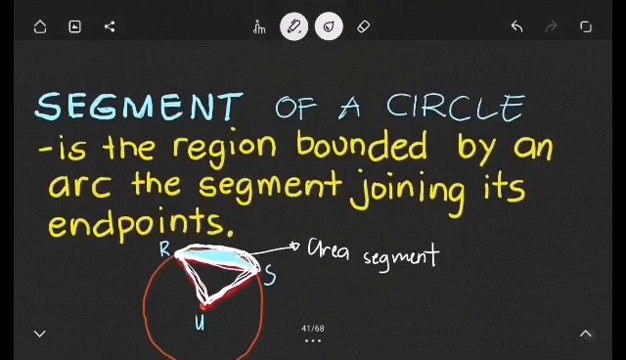 SEGMENT OF A CIRCLE
-is the region bounded by an
arc the segment joining its
endpoints.
R
Area segment
S
U
41/68